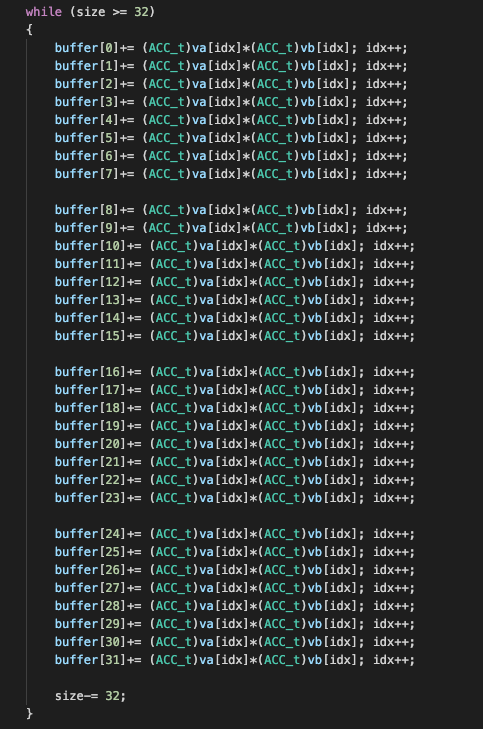 while (size >= 32)
{
buffer[0]+= (ACC_t)va[idx]*(ACC_t)vb[idx]; idx++;
buffer[1]+= (ACC_t)va[idx]*(ACC_t)vb[idx]; idx++;
buffer[2]+= (ACC_t)va[idx]*(ACC_t)vb[idx]; idx++;
buffer[3]+= (ACC_t)va[idx]*(ACC_t)vb[idx]; idx++;
buffer[4]+= (ACC_t)va[idx]*(ACC_t)vb[idx]; idx++;
buffer[5]+= (ACC_t)va[idx]*(ACC_t)vb[idx]; idx++;
buffer[6]+= (ACC_t)va[idx]*(ACC_t)vb[idx]; idx++;
buffer[7]+= (ACC_t)va[idx]*(ACC_t)vb[idx]; idx++;
buffer[8]+= (ACC_t)va[idx]*(ACC_t)vb[idx]; idx++;
buffer[9]+= (ACC_t)va[idx]*(ACC_t)vb[idx]; idx++;
buffer[10]+= (ACC_t)va[idx]*(ACC_t)vb[idx]; idx++;
buffer[11]+= (ACC_t)va[idx]*(ACC_t)vb[idx]; idx++;
buffer[12]+= (ACC_t)va[idx]*(ACC_t)vb[idx]; idx++;
buffer[13]+= (ACC_t)va[idx]*(ACC_t)vb[idx]; idx++;
buffer[14]+= (ACC_t)va[idx]*(ACC_t)vb[idx]; idx++;
buffer[15]+= (ACC_t)va[idx]*(ACC_t)vb[idx]; idx++;
buffer[16]+= (ACC_t)va[idx]*(ACC_t)vb[idx]; idx++;
buffer[17]+= (ACC_t)va[idx]*(ACC_t)vb[idx]; idx++;
buffer[18]+= (ACC_t)va[idx]*(ACC_t)vb[idx]; idx++;
buffer[19]+= (ACC_t)va[idx]*(ACC_t)vb[idx]; idx++;
buffer[20]+= (ACC_t)va[idx]*(ACC_t)vb[idx]; idx++;
buffer[21]+= (ACC_t)va[idx]*(ACC_t)vb[idx]; idx++;
buffer[22]+= (ACC_t)va[idx]*(ACC_t)vb[idx]; idx++;
buffer[23]+= (ACC_t)va[idx]*(ACC_t)vb[idx]; idx++;
buffer[24]+= (ACC_t)va[idx]*(ACC_t)vb[idx]; idx++;
buffer[25]+= (ACC_t)va[idx]*(ACC_t)vb[idx]; idx++;
buffer[26]+= (ACC_t)va[idx]*(ACC_t)vb[idx]; idx++;
buffer[27]+= (ACC_t)va[idx]*(ACC_t)vb[idx]; idx++;
buffer[28]+= (ACC_t)va[idx]*(ACC_t)vb[idx]; idx++;
buffer[29]+= (ACC_t)va[idx]*(ACC_t)vb[idx]; idx++;
buffer[30]+= (ACC_t)va[idx]*(ACC_t)vb[idx]; idx++;
buffer[31]+= (ACC_t)va[idx]*(ACC_t)vb[idx]; idx++;
size-= 32;
}